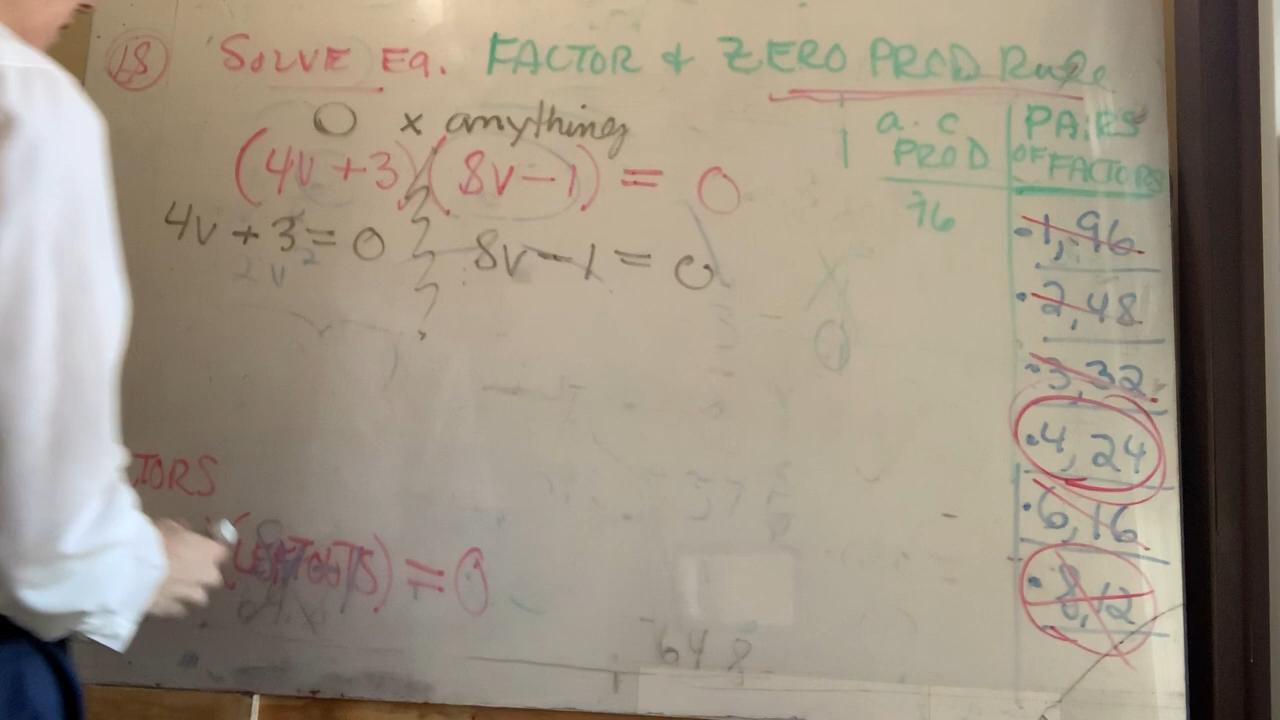 18 SOLVE EQ. FACTOR & ZERO PROD Rule
0 x anything
(4v + 3)(8v - 1) = 0
4v + 3 = 0 8v - 1 = 0
a.c PROD
96
PAIRS OF FACTORS
.1, 96
.2, 48
.3, 32
.4, 24
.6, 16
.8, 12
TORS
(LEFTOUTS) = 0
648